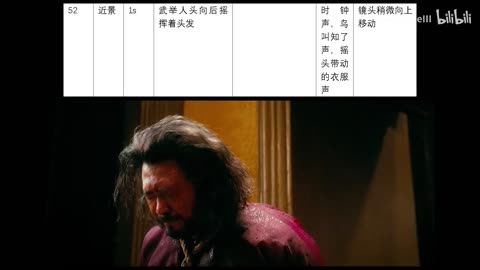 52 近景 1s 武举人头向后摇 时钟 镜头稍微向上
挥着头发 声，鸟 移动
叫知了
声，摇
头带动
的衣服
声
elll bilibili